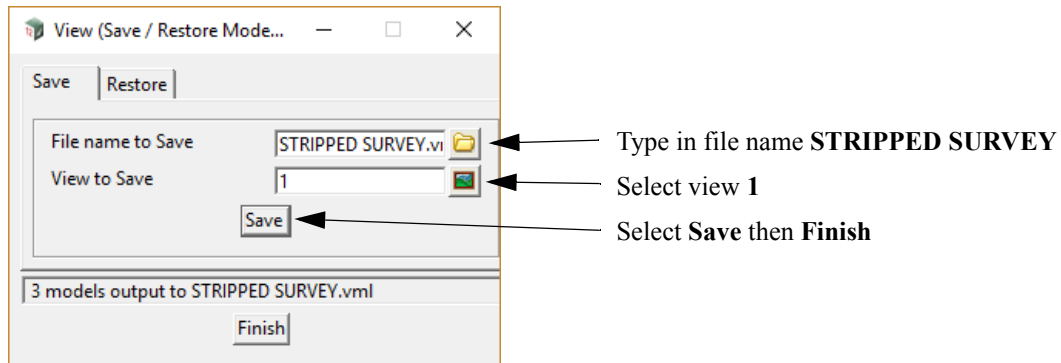 View (Save / Restore Mode...
Save Restore
File name to Save STRIPPED SURVEY.vı
Type in file name STRIPPED SURVEY
View to Save 1
Select view 1
Save
Select Save then Finish
3 models output to STRIPPED SURVEY.vml
Finish